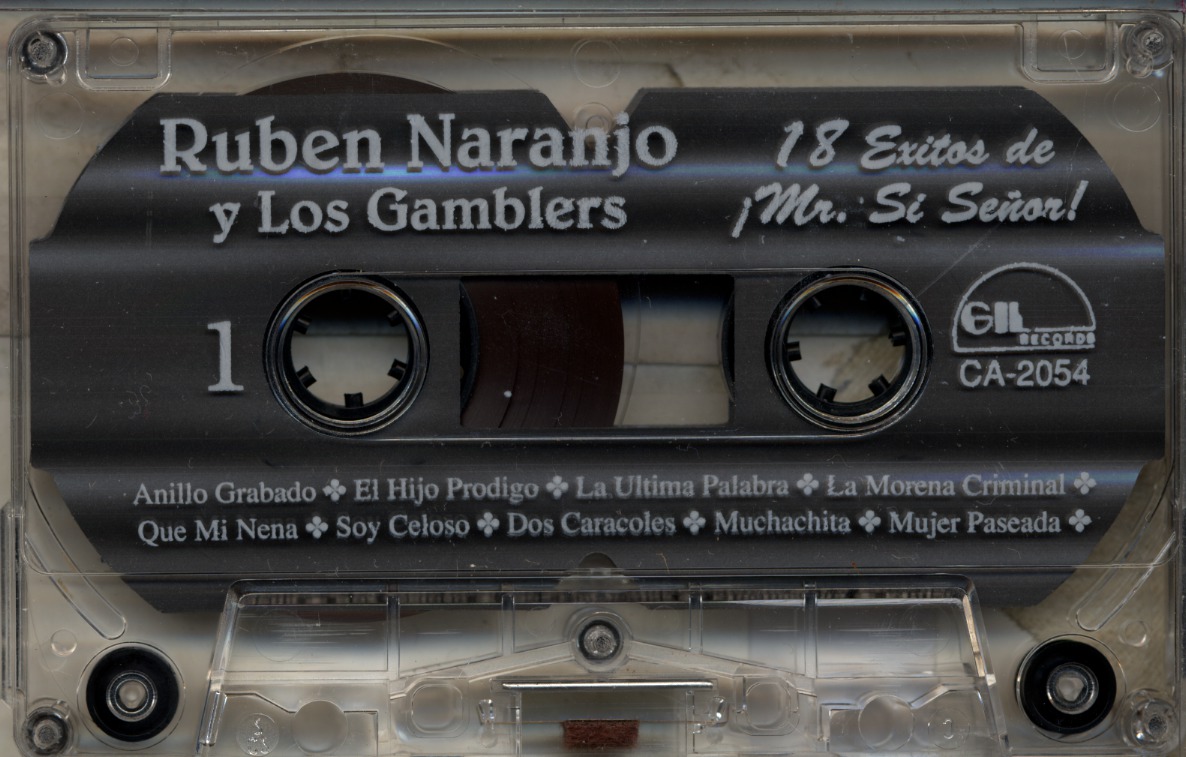 Ruben Naranjo
y Los Gamblers
18 Exitos de
¡Mr. Si Señor!
1
GIL
RECORDS
CA-2054
Anillo Grabado ✤ El Hijo Prodigo ✤ La Ultima Palabra ✤ La Morena Criminal ✤
Que Mi Nena ✤ Soy Celoso ✤ Dos Caracoles ✤ Muchachita ✤ Mujer Paseada ✤